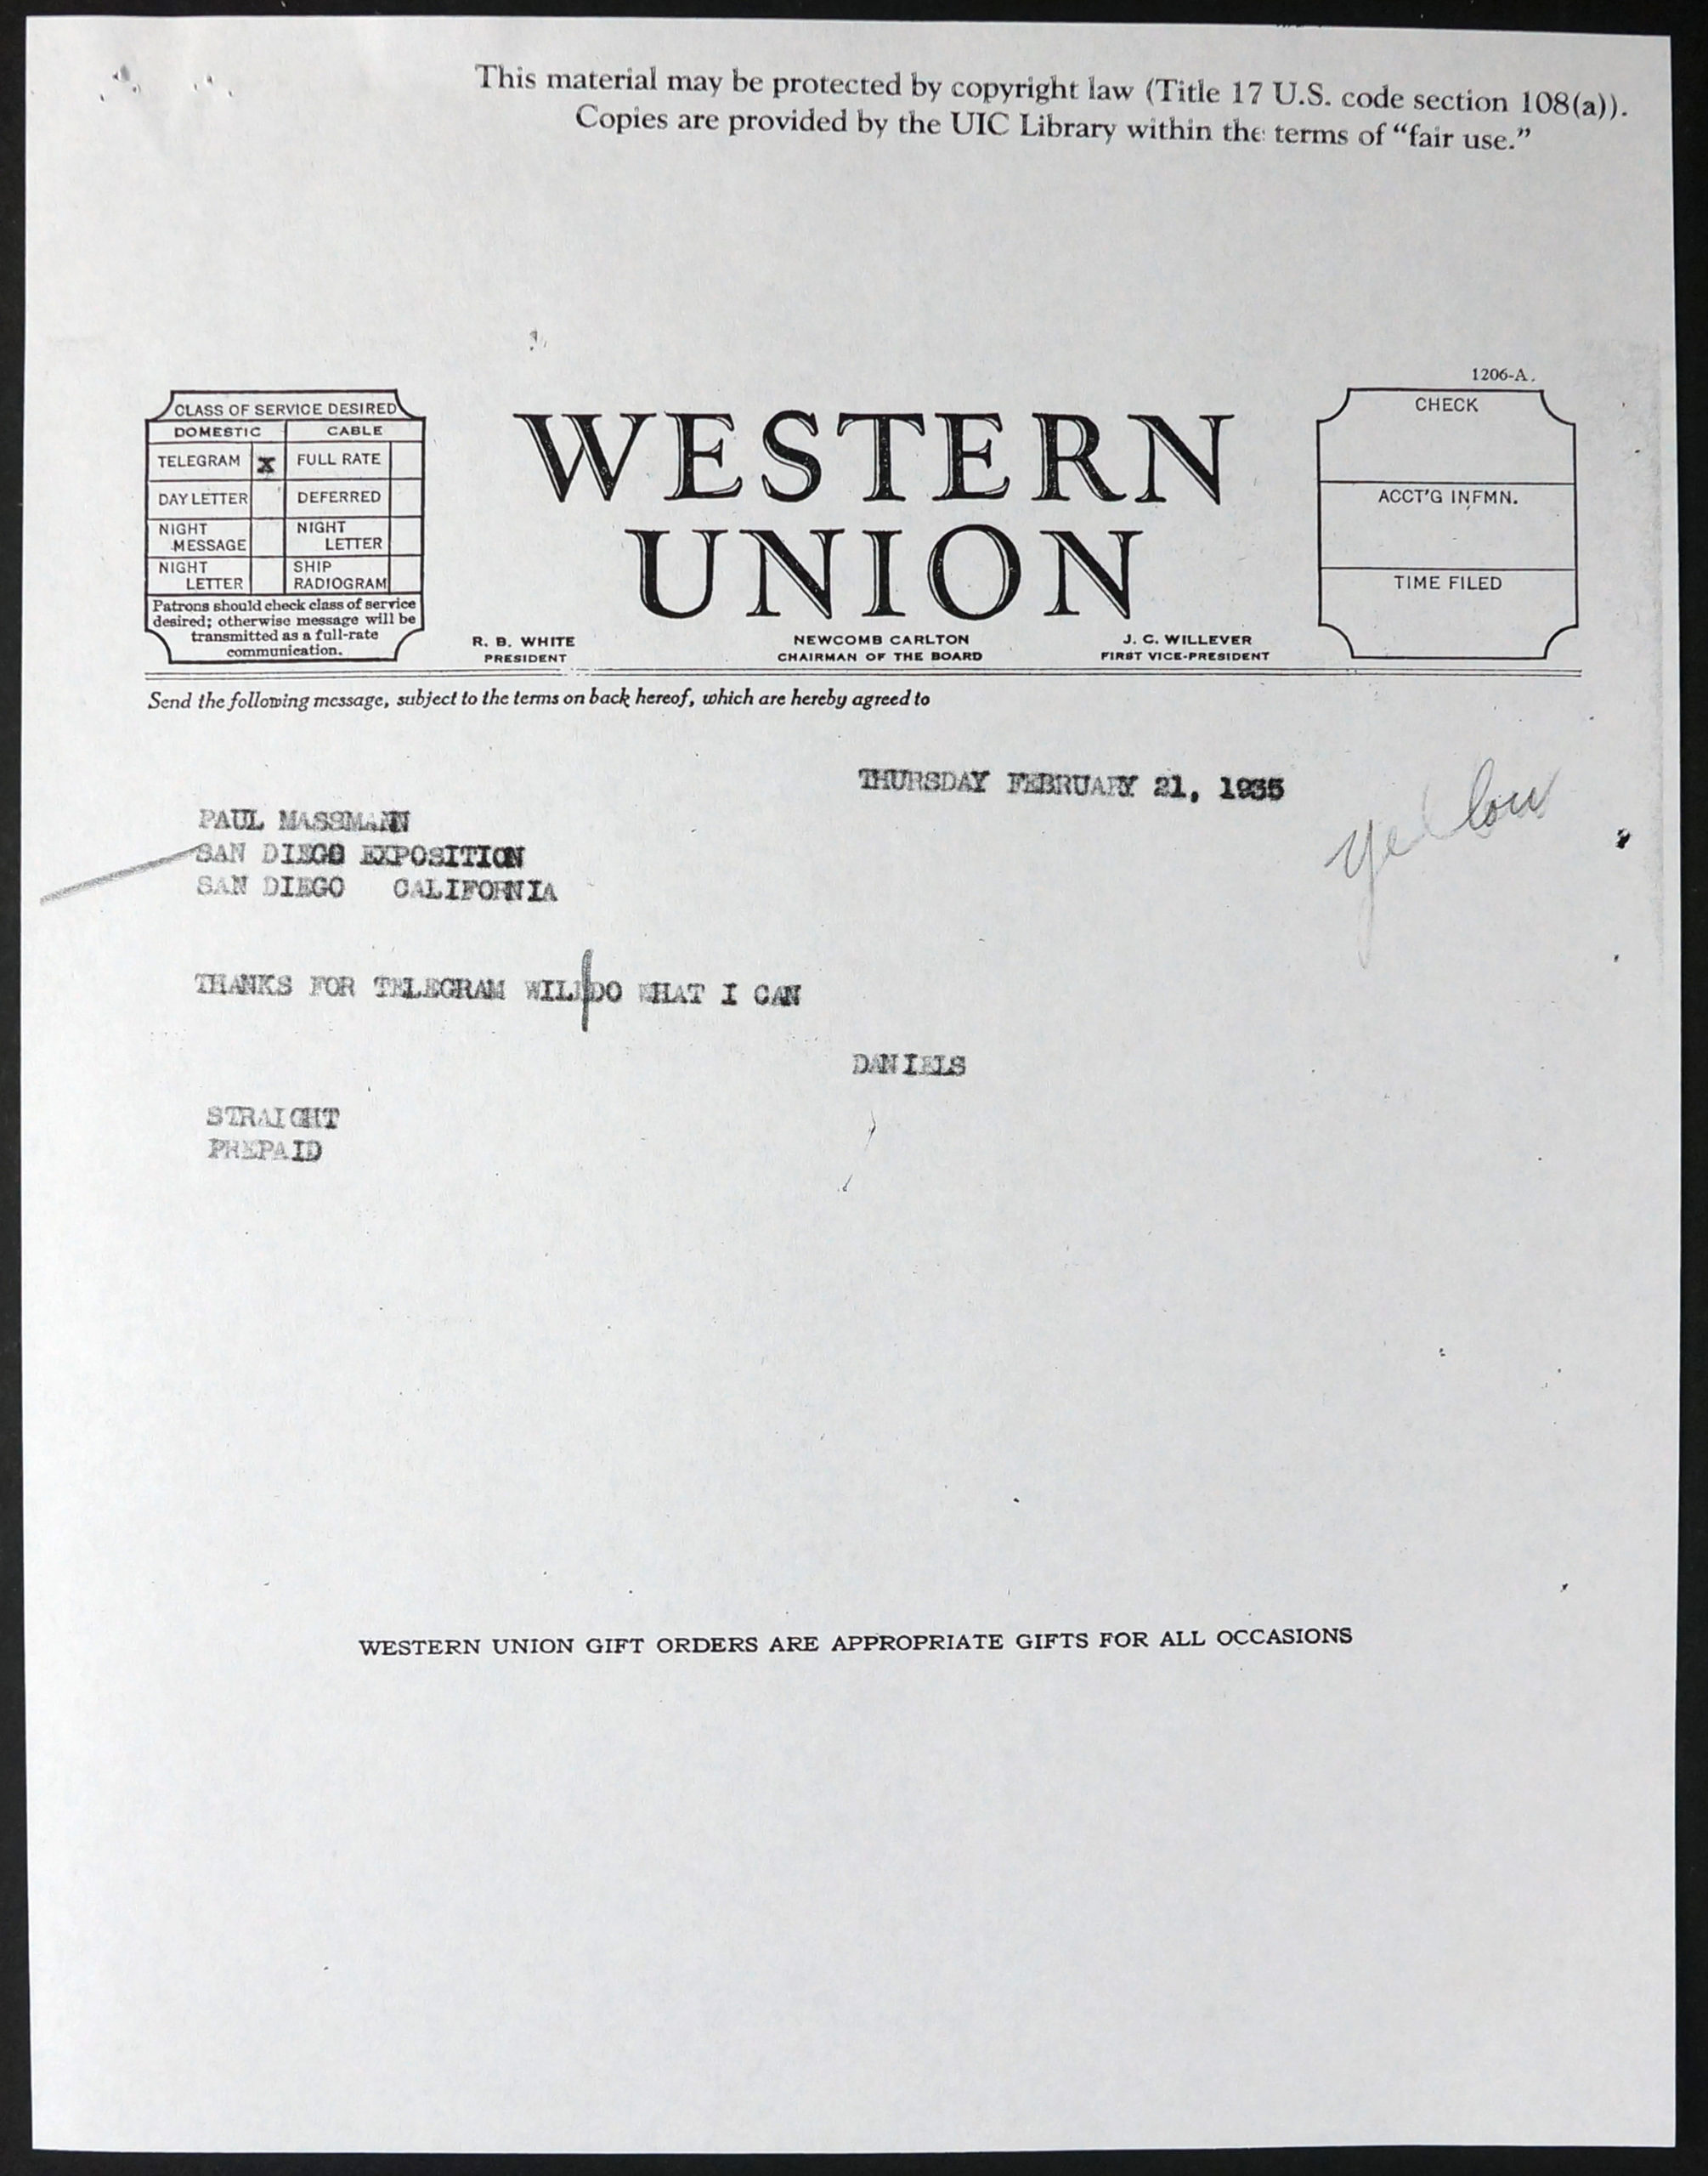 This material may be protected by copyright law (Title 17 U.S. code section 108(a)).
Copies are provided by the UIC Library within the terms of “fair use.”
1206-A.
CLASS OF SERVICE DESIRED
DOMESTIC CABLE
TELEGRAM X FULL RATE
DAY LETTER DEFERRED
NIGHT MESSAGE NIGHT LETTER
NIGHT LETTER SHIP RADIOGRAM
Patrons should check class of service
desired; otherwise message will be
transmitted as a full-rate
communication.
WESTERN
UNION
R. B. WHITE
PRESIDENT
NEWCOMB CARLTON
CHAIRMAN OF THE BOARD
J. C. WILLEVER
FIRST VICE-PRESIDENT
CHECK
ACCT'G INFMN.
TIME FILED
Send the following message, subject to the terms on back hereof, which are hereby agreed to
THURSDAY FEBRUARY 21, 1935
yellow
PAUL MASSMANN
SAN DIEGO EXPOSITION
SAN DIEGO CALIFORNIA
THANKS FOR TELEGRAM WILL DO WHAT I CAN
DANIELS
STRAIGHT
PREPAID
WESTERN UNION GIFT ORDERS ARE APPROPRIATE GIFTS FOR ALL OCCASIONS